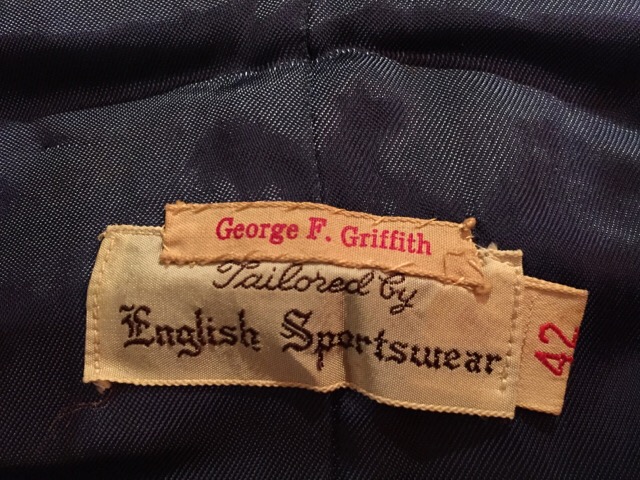 George F. Griffith
Tailored by
English Sportswear
42